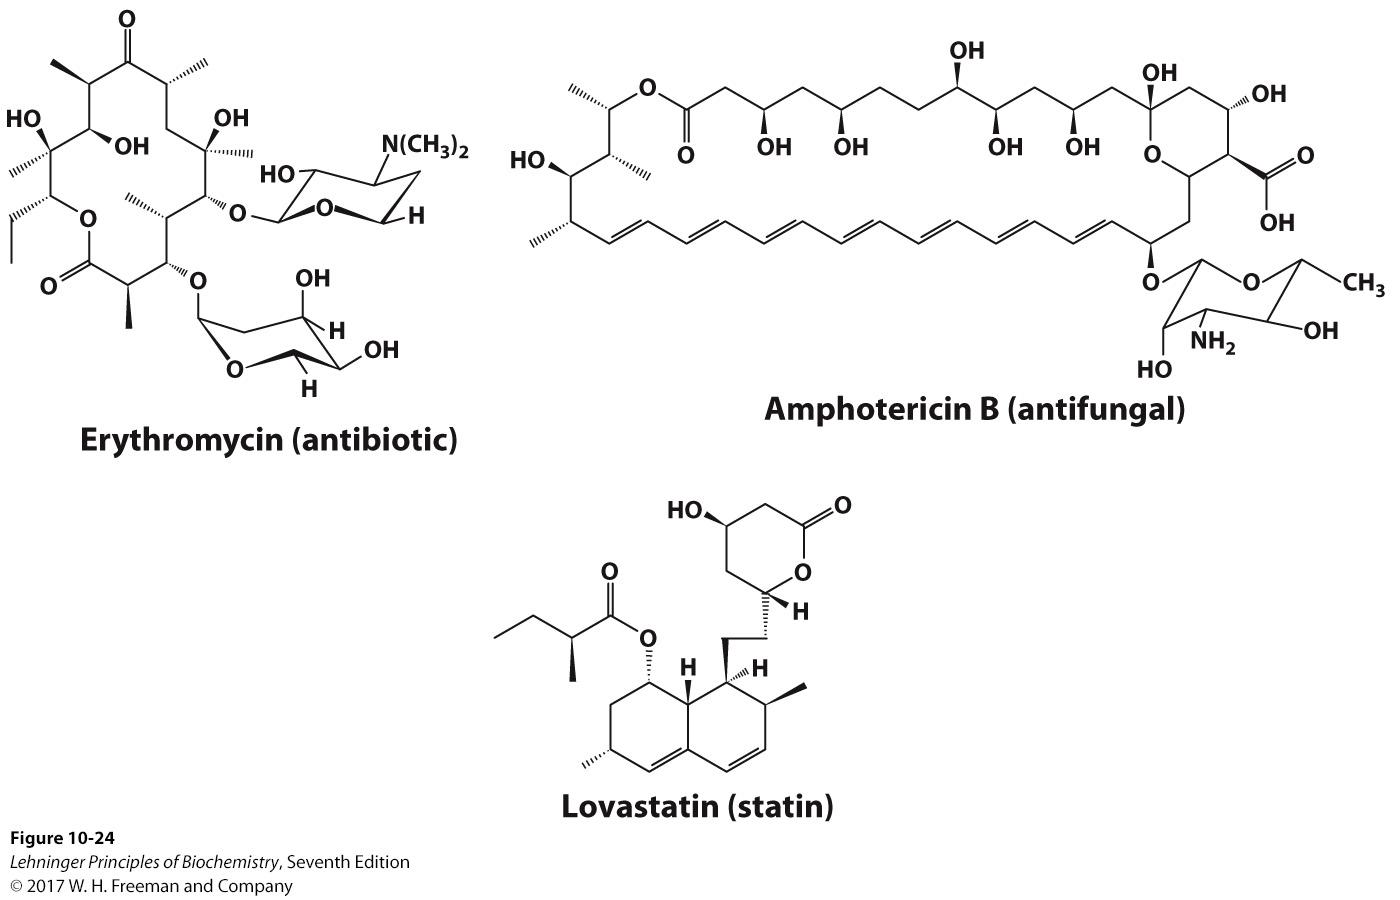 O
HO
OH
OH
N(CH₃)₂
HO
O
H
O
O
O
O
OH
H
OH
O
H
Erythromycin (antibiotic)
OH
O
OH
OH
O
OH
OH
OH
OH
HO
O
O
OH
O
O
CH₃
OH
NH₂
HO
Amphotericin B (antifungal)
HO
O
O
H
O
O
H
H
Lovastatin (statin)
Figure 10-24
Lehninger Principles of Biochemistry, Seventh Edition
© 2017 W. H. Freeman and Company